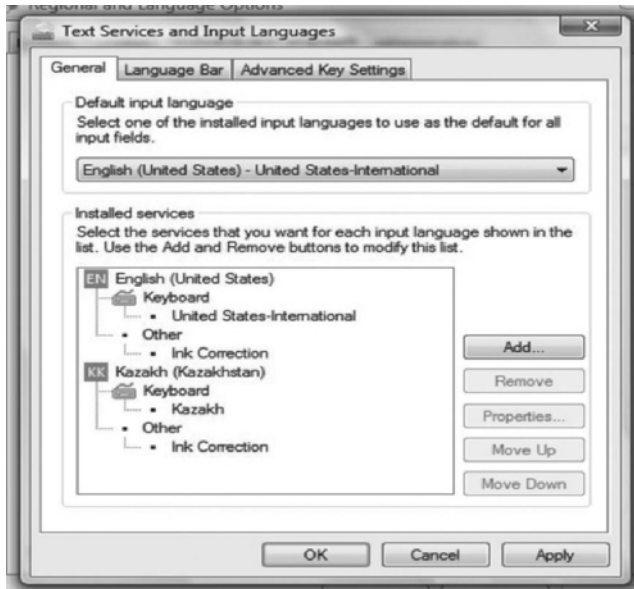 Regional and Language Options
Text Services and Input Languages
General
Language Bar
Advanced Key Settings
Default input language
Select one of the installed input languages to use as the default for all
input fields.
English (United States) - United States-International
Installed services
Select the services that you want for each input language shown in the
list. Use the Add and Remove buttons to modify this list.
EN English (United States)
Keyboard
• United States-International
• Other
• Ink Correction
KK Kazakh (Kazakhstan)
Keyboard
• Kazakh
• Other
• Ink Correction
Add...
Remove
Properties...
Move Up
Move Down
OK Cancel Apply